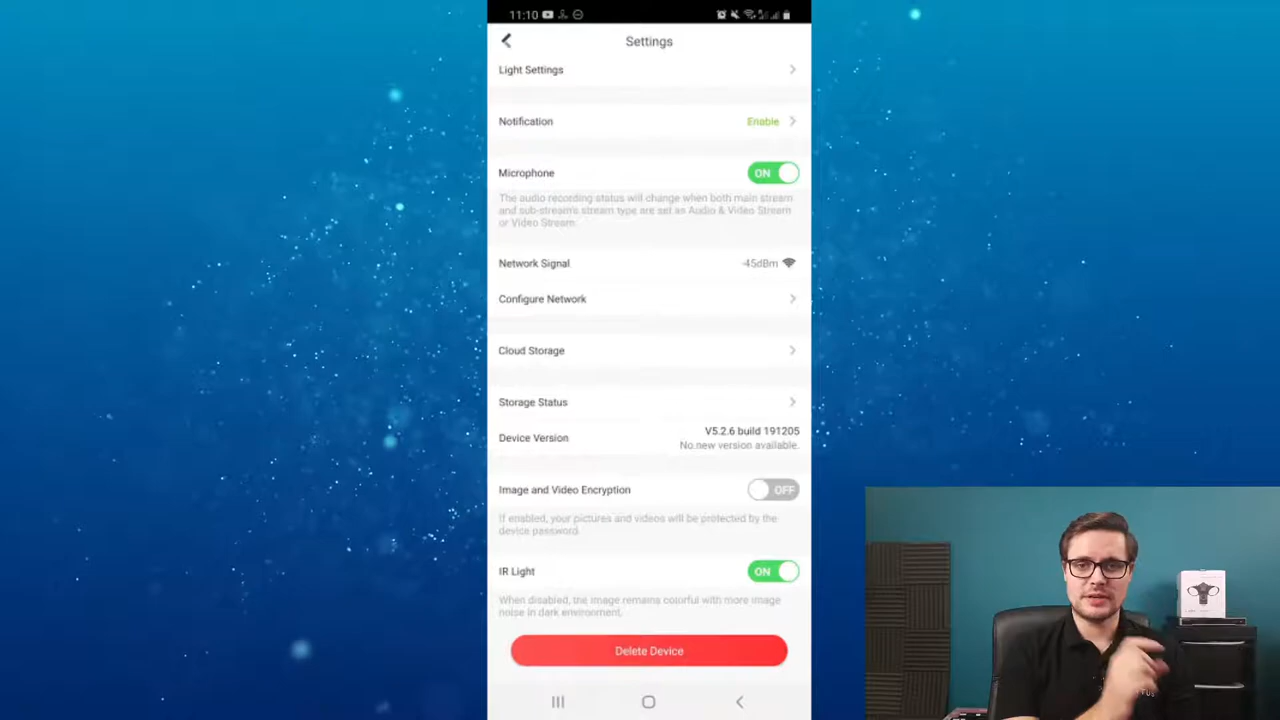 11:10
Settings
Light Settings
Notification
Enable
Microphone
ON
The audio recording status will change when both main stream
and sub-stream's stream type are set as Audio & Video Stream
or Video Stream.
Network Signal
-45dBm
Configure Network
Cloud Storage
Storage Status
Device Version
V5.2.6 build 191205
No new version available.
Image and Video Encryption
OFF
If enabled, your pictures and videos will be protected by the
device password.
IR Light
ON
When disabled, the image remains colorful with more image
noise in dark environment.
Delete Device